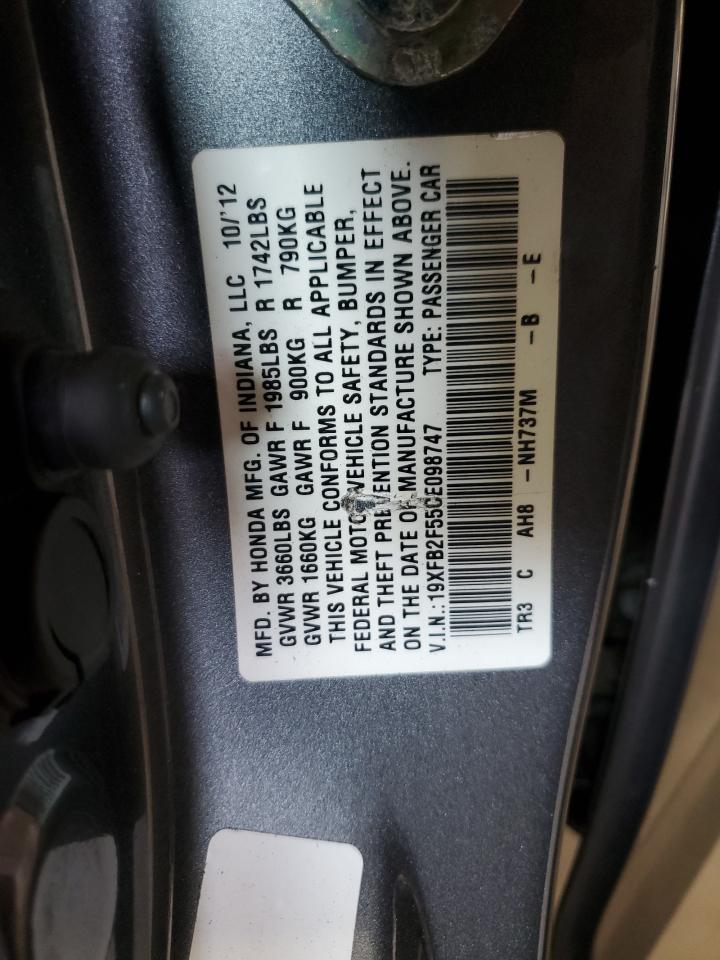 MFD. BY HONDA MFG. OF INDIANA, LLC 10/'12
GVWR 3660LBS GAWR F 1985LBS R 1742LBS
GVWR 1660KG GAWR F 900KG R 790KG
THIS VEHICLE CONFORMS TO ALL APPLICABLE
FEDERAL MOTOR VEHICLE SAFETY, BUMPER,
AND THEFT PREVENTION STANDARDS IN EFFECT
ON THE DATE OF MANUFACTURE SHOWN ABOVE.
V.I.N.: 19XFB2F55CE098747 TYPE: PASSENGER CAR
TR3 C AH8 -NH737M -B -E